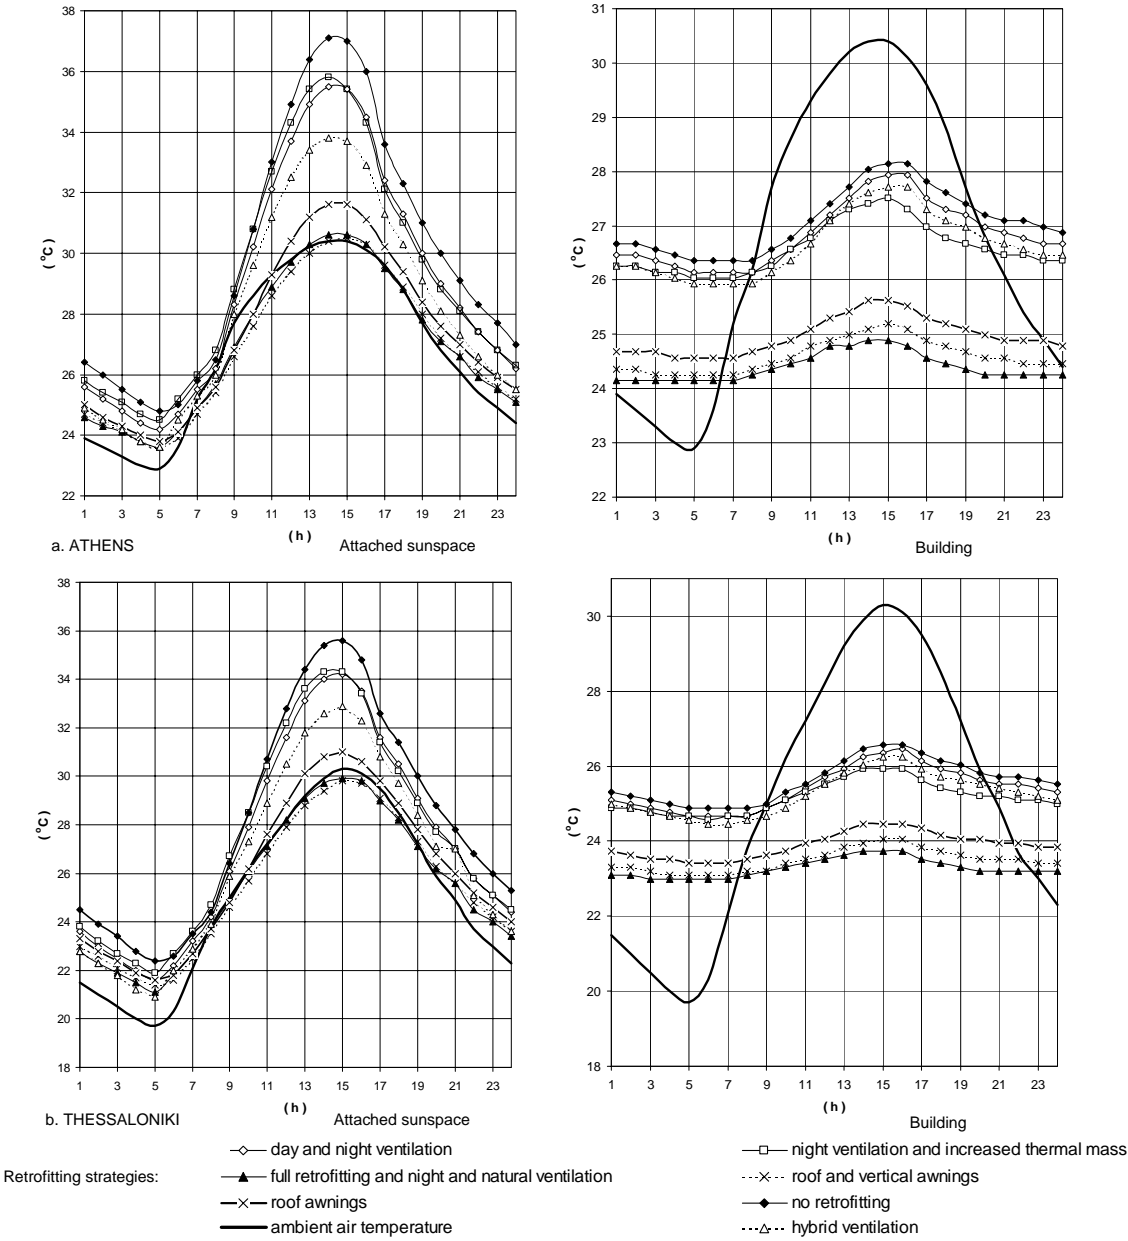 38
36
34
32
30
28
26
24
22
(°C)
1 3 5 7 9 11 13 15 17 19 21 23
(h)
a. ATHENS
Attached sunspace
31
30
29
28
27
26
25
24
23
22
(°C)
1 3 5 7 9 11 13 15 17 19 21 23
(h)
Building
38
36
34
32
30
28
26
24
22
20
18
(°C)
1 3 5 7 9 11 13 15 17 19 21 23
(h)
b. THESSALONIKI
Attached sunspace
30
28
26
24
22
20
18
(°C)
1 3 5 7 9 11 13 15 17 19 21 23
(h)
Building
Retrofitting strategies:
day and night ventilation
full retrofitting and night and natural ventilation
roof awnings
ambient air temperature
night ventilation and increased thermal mass
roof and vertical awnings
no retrofitting
hybrid ventilation